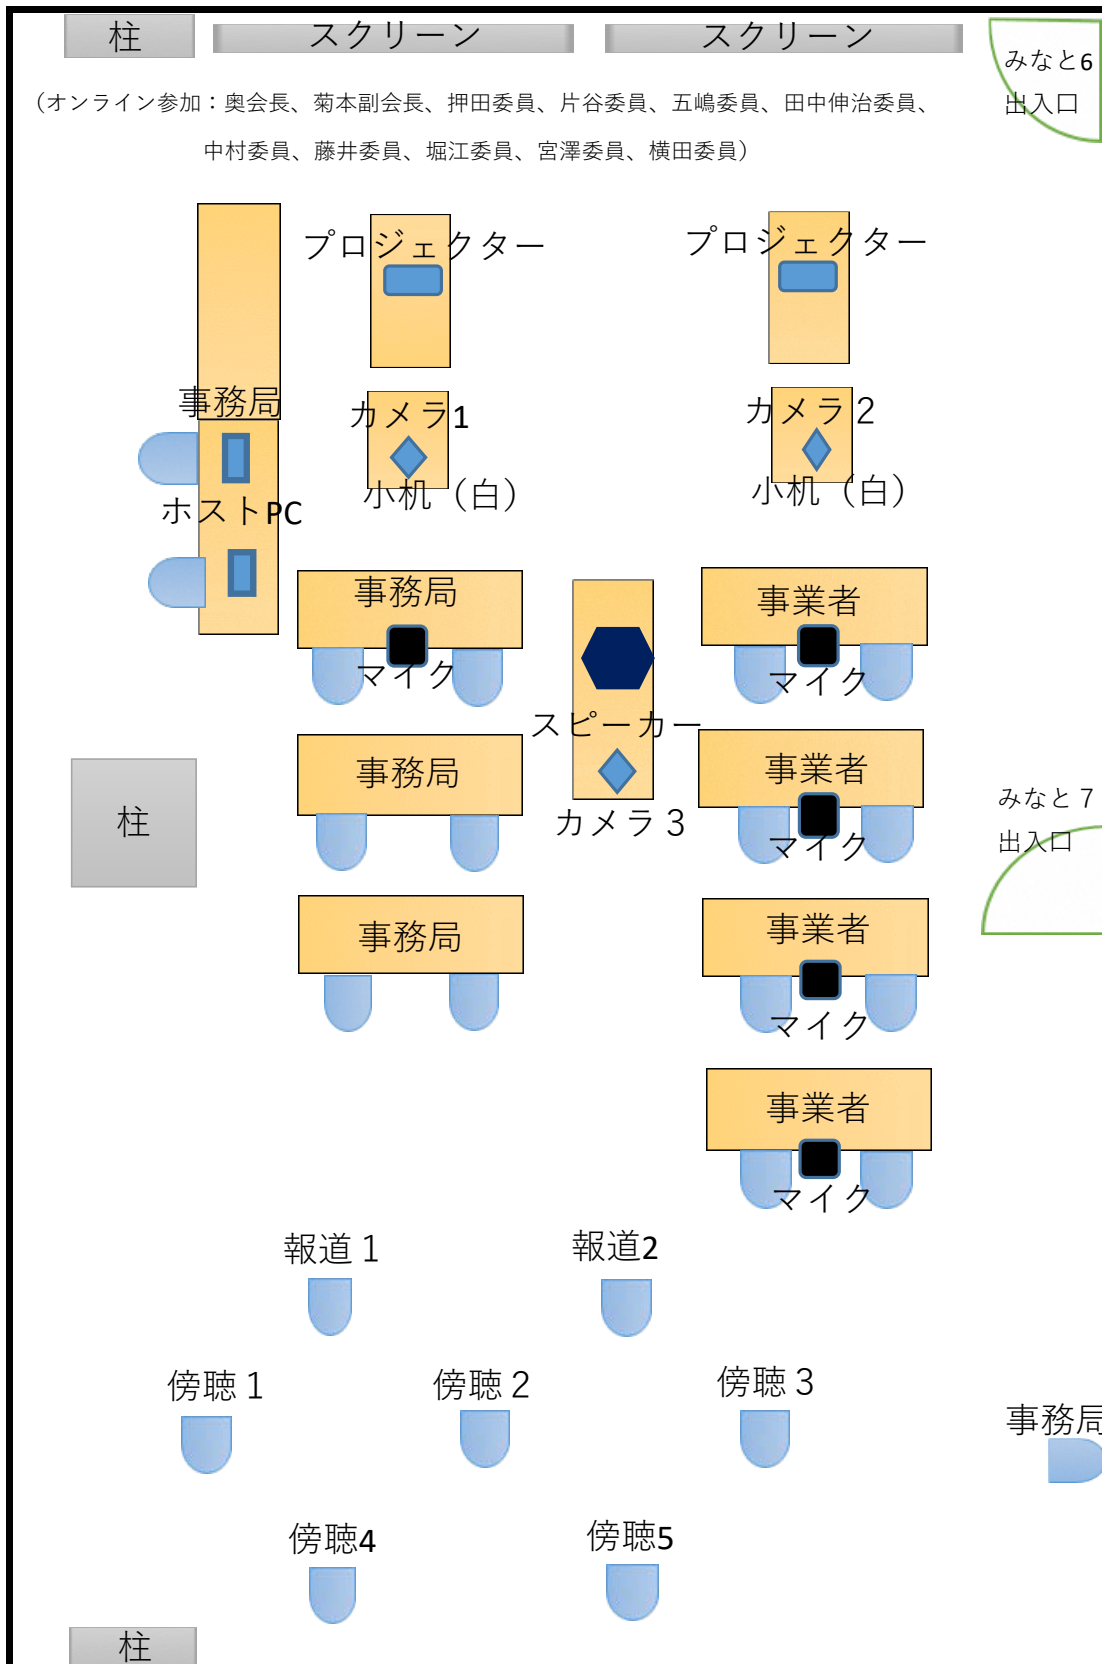 柱
スクリーン
スクリーン
みなと6
出入口
（オンライン参加：奥会長、菊本副会長、押田委員、片谷委員、五嶋委員、田中伸治委員、
中村委員、藤井委員、堀江委員、宮澤委員、横田委員）
プロジェクター
プロジェクター
事務局
カメラ1
カメラ２
小机（白）
小机（白）
ホストPC
事務局
マイク
事業者
マイク
スピーカー
カメラ３
事務局
事業者
マイク
柱
みなと７
出入口
事務局
事業者
マイク
事業者
マイク
報道１
報道2
傍聴１
傍聴２
傍聴３
事務局
傍聴4
傍聴5
柱